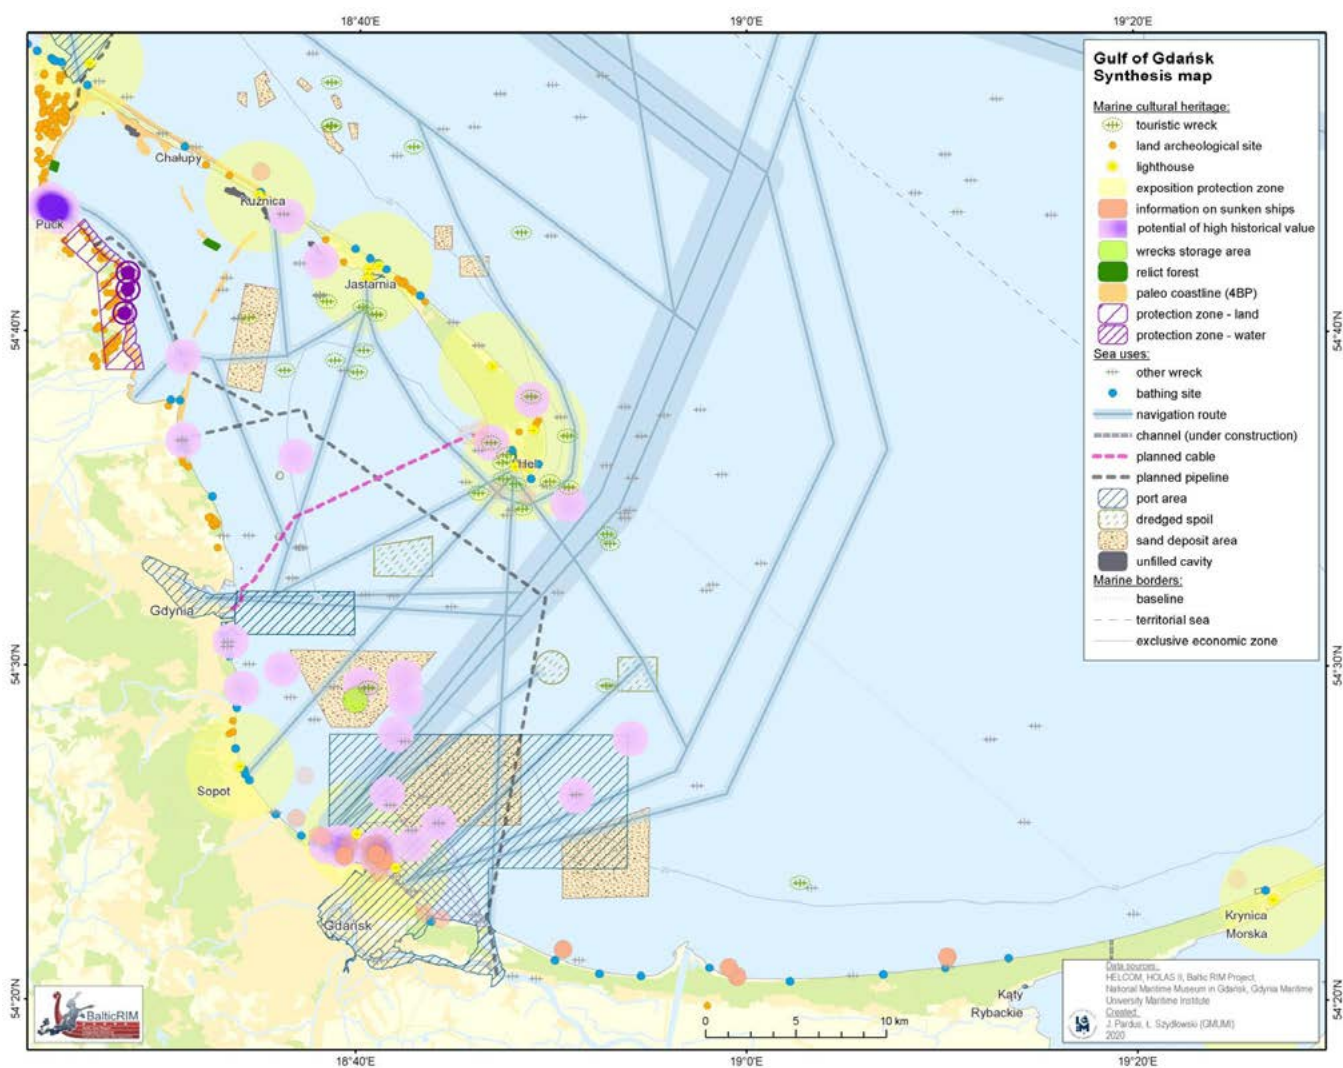 18°40'E
19°0'E
19°20'E
Gulf of Gdańsk
Synthesis map
Marine cultural heritage:
touristic wreck
land archeological site
lighthouse
exposition protection zone
information on sunken ships
potential of high historical value
wrecks storage area
relict forest
paleo coastline (4BP)
protection zone - land
protection zone - water
Sea uses:
other wreck
bathing site
navigation route
channel (under construction)
planned cable
planned pipeline
port area
dredged spoil
sand deposit area
unfilled cavity
Marine borders:
baseline
territorial sea
exclusive economic zone
Chałupy
Kuźnica
Puck
Jastarnia
54°40'N
54°40'N
Hel
Gdynia
54°30'N
54°30'N
Sopot
Gdańsk
Krynica
Morska
Kąty
Rybackie
54°20'N
54°20'N
BalticRIM
0 5 10 km
Data sources:
HELCOM, HOLAS II, Baltic RIM Project,
National Maritime Museum in Gdańsk, Gdynia Maritime
University Maritime Institute
Created:
J. Pardus, Ł. Szydłowski (GMUMI)
2020
18°40'E
19°0'E
19°20'E